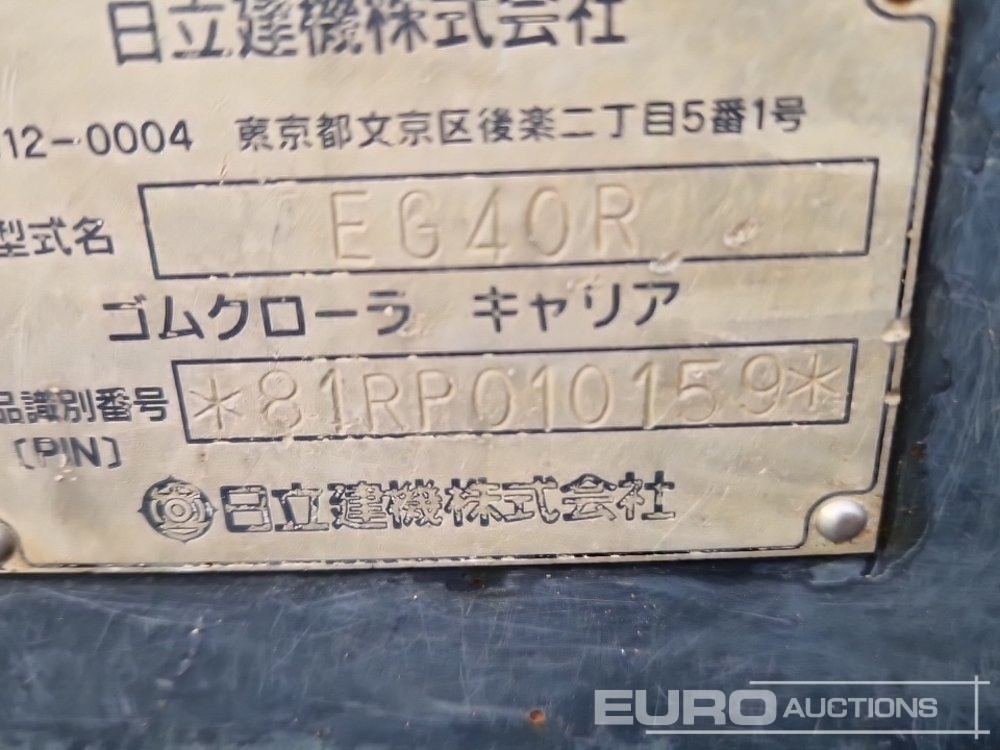 日立建機株式会社
12-0004 東京都文京区後楽二丁目5番1号
型式名 EG40R
ゴムクローラ キャリア
品識別番号 *81RP010159*
〔PIN〕
日立建機株式会社
EURO AUCTIONS